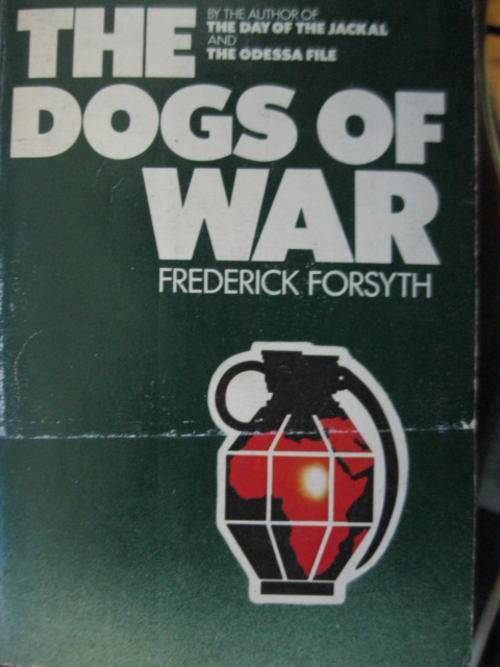 THE
BY THE AUTHOR OF
THE DAY OF THE JACKAL
AND
THE ODESSA FILE
DOGS OF
WAR
FREDERICK FORSYTH